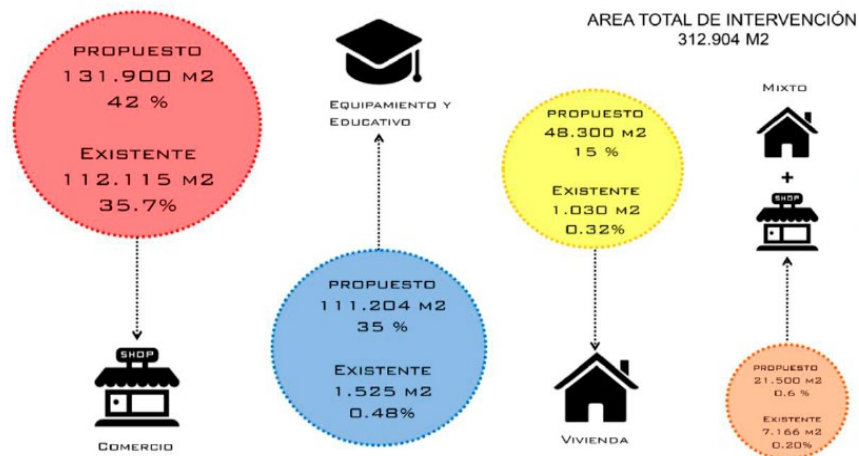 AREA TOTAL DE INTERVENCIÓN
312.904 M2
PROPUESTO
131.900 M2
42 %
EXISTENTE
112.115 M2
35.7%
SHOP
COMERCIO
EQUIPAMIENTO Y
EDUCATIVO
PROPUESTO
111.204 M2
35 %
EXISTENTE
1.525 M2
0.48%
PROPUESTO
48.300 M2
15 %
EXISTENTE
1.030 M2
0.32%
VIVIENDA
MIXTO
+
SHOP
PROPUESTO
21.500 M2
0.6 %
EXISTENTE
7.166 M2
0.20%